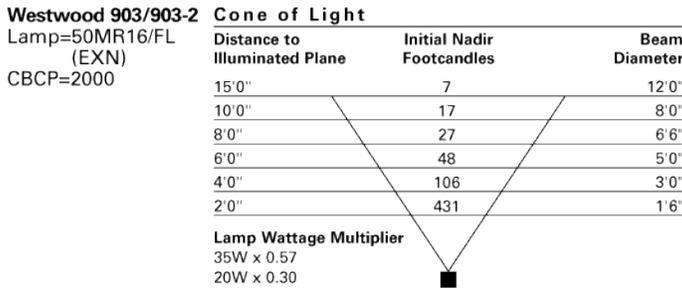 Westwood 903/903-2 Cone of Light
Lamp=50MR16/FL
(EXN)
CBCP=2000
Distance to Initial Nadir Beam
Illuminated Plane Footcandles Diameter
15'0" 7 12'0"
10'0" 17 8'0"
8'0" 27 6'6"
6'0" 48 5'0"
4'0" 106 3'0"
2'0" 431 1'6"
Lamp Wattage Multiplier
35W x 0.57
20W x 0.30